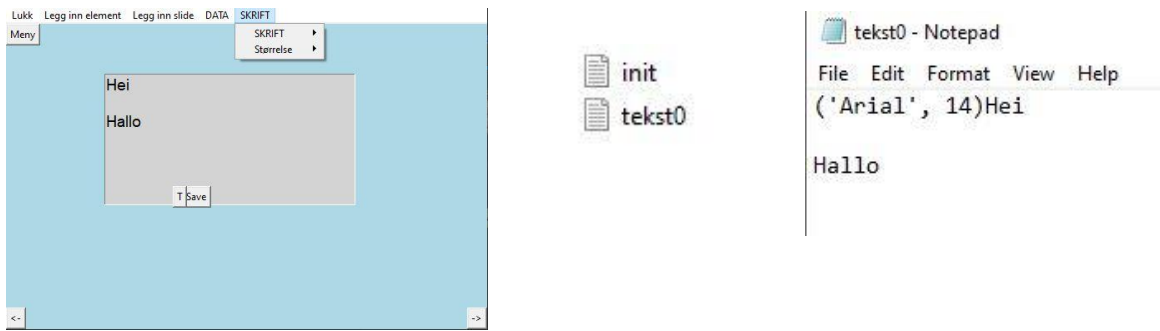 Lukk Legg inn element Legg inn slide DATA SKRIFT
Meny
SKRIFT
Størrelse
Hei
Hallo
T Save
<- ->
init
tekst0
tekst0 - Notepad
File Edit Format View Help
('Arial', 14)Hei
Hallo